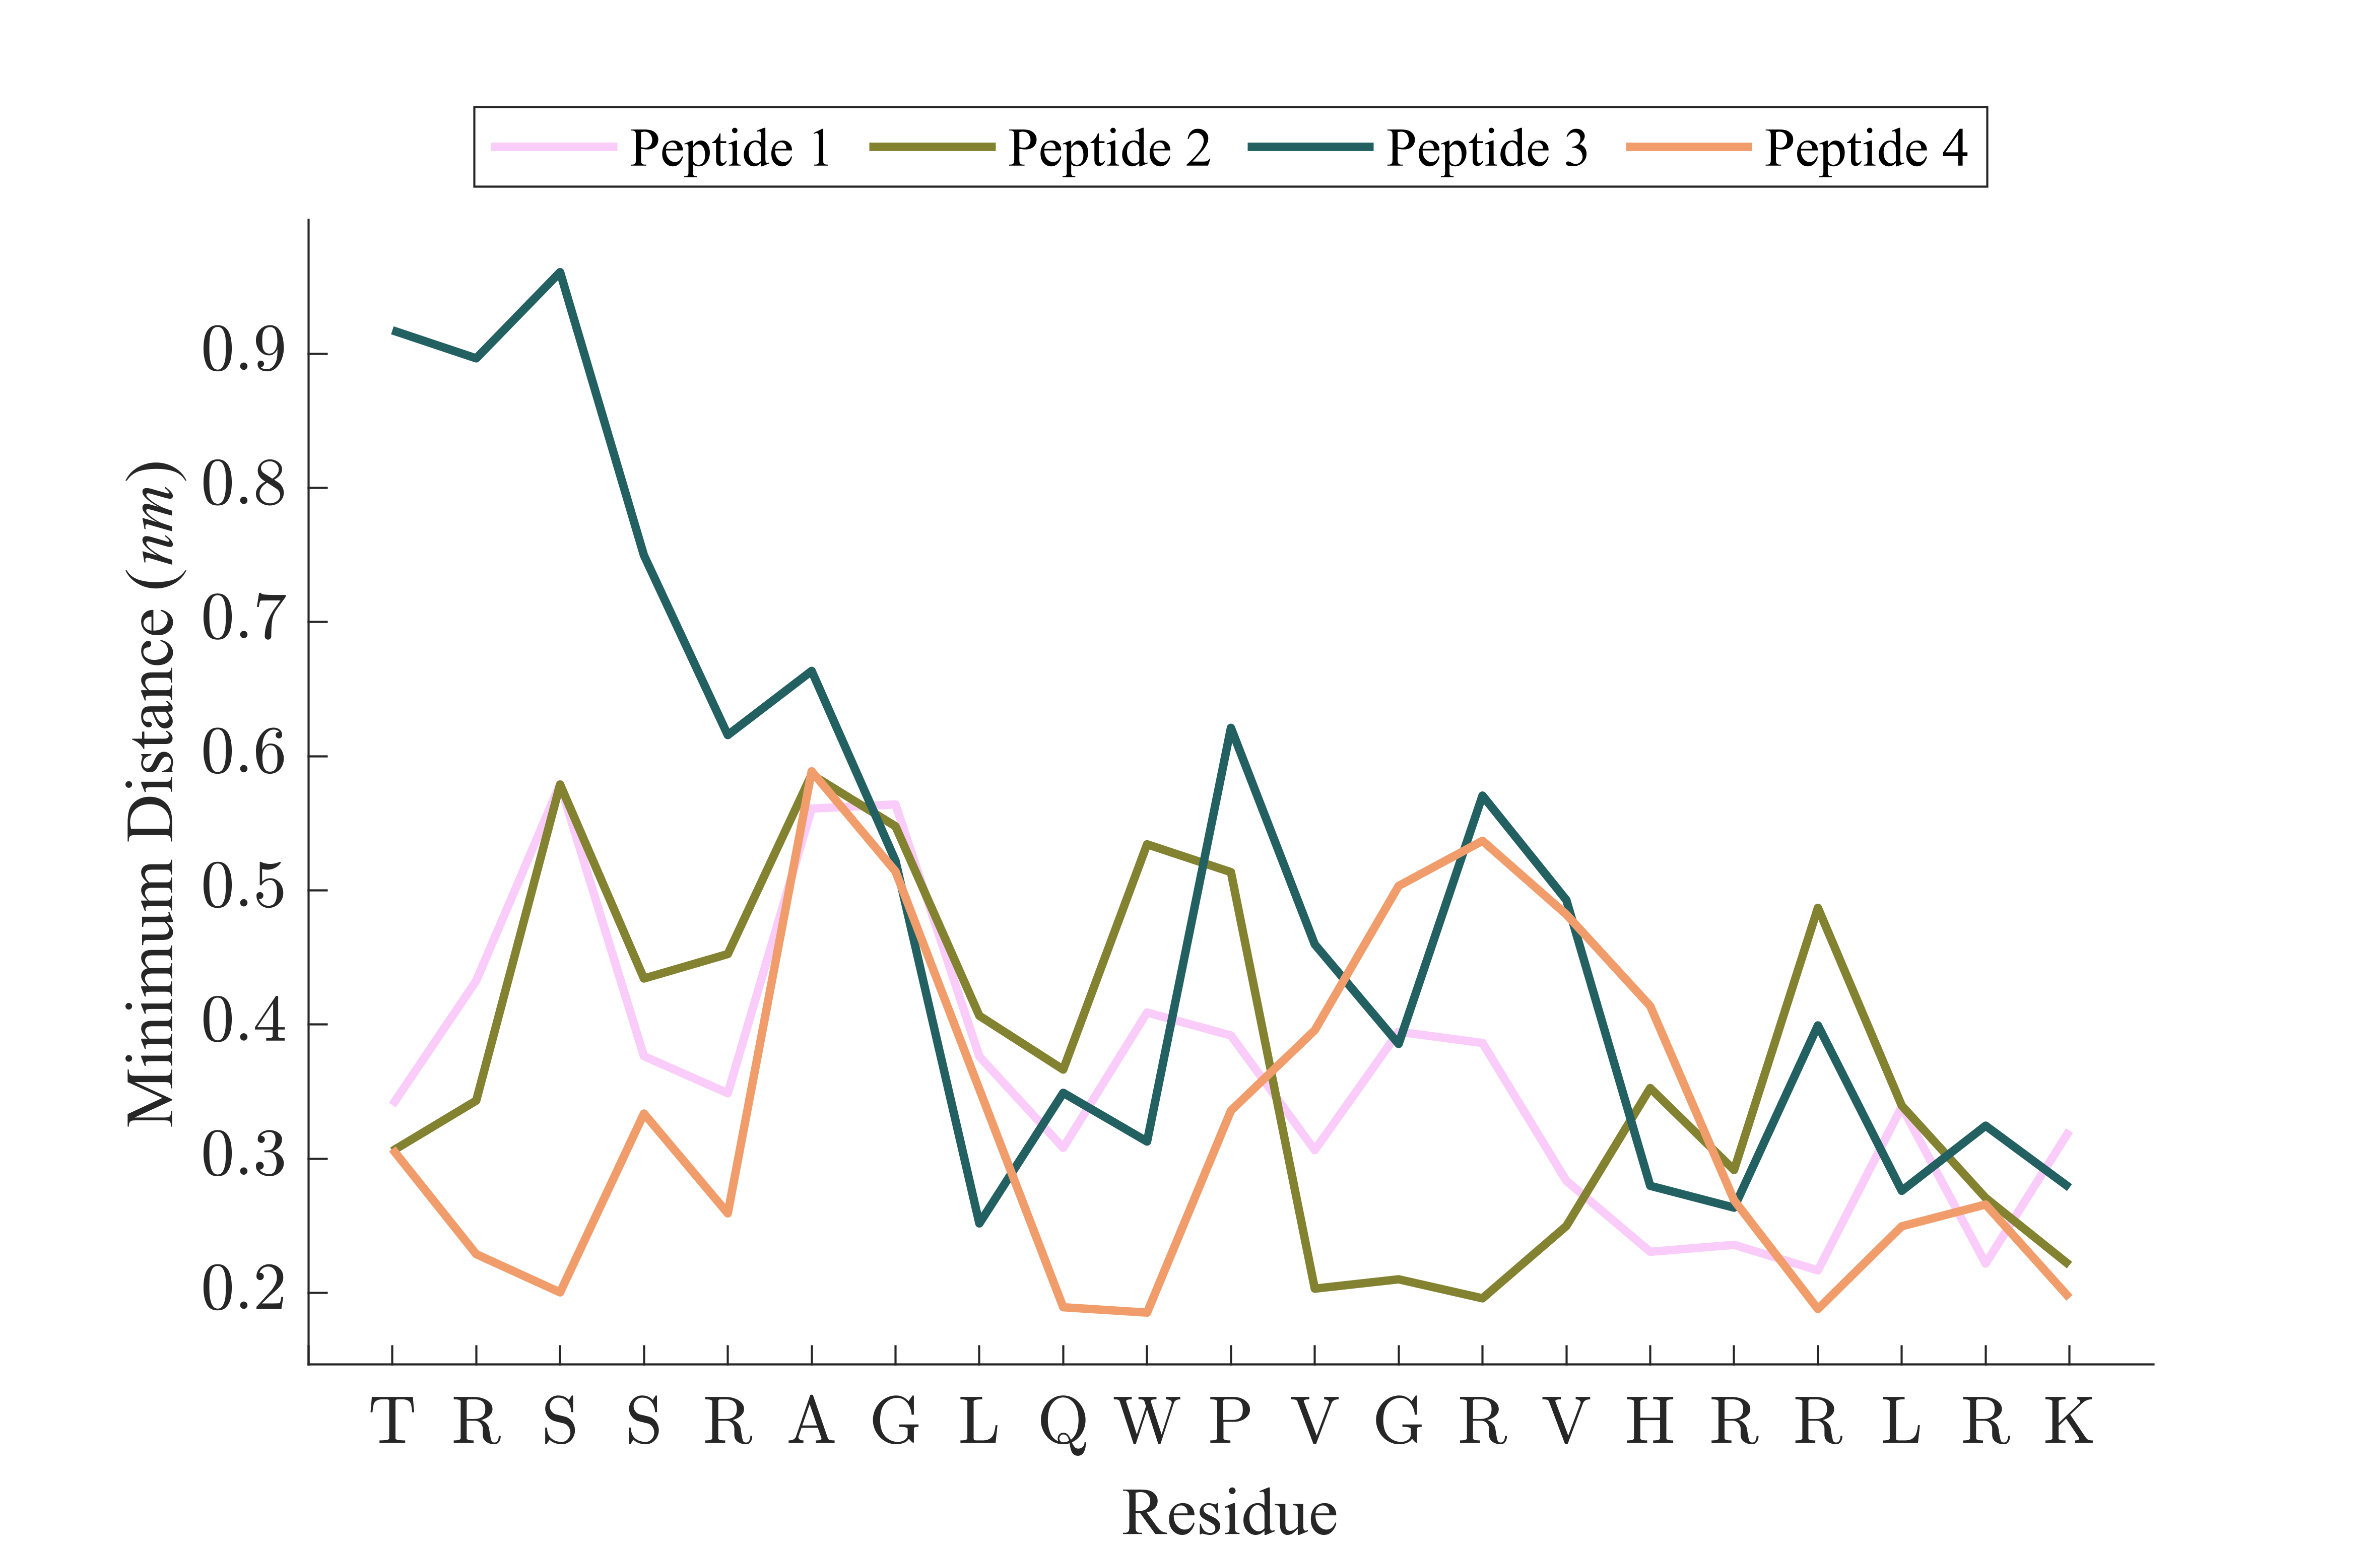 Peptide 1 Peptide 2 Peptide 3 Peptide 4
Minimum Distance (nm)
0.9
0.8
0.7
0.6
0.5
0.4
0.3
0.2
T R S S R A G L Q W P V G R V H R R L R K
Residue